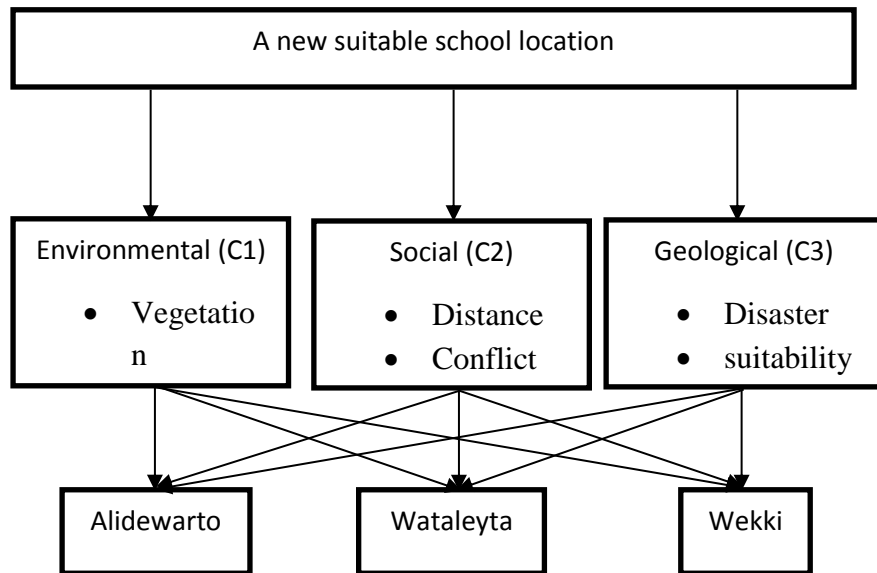 A new suitable school location
Environmental (C1)
• Vegetatio
n
Social (C2)
• Distance
• Conflict
Geological (C3)
• Disaster
• suitability
Alidewarto
Wataleyta
Wekki